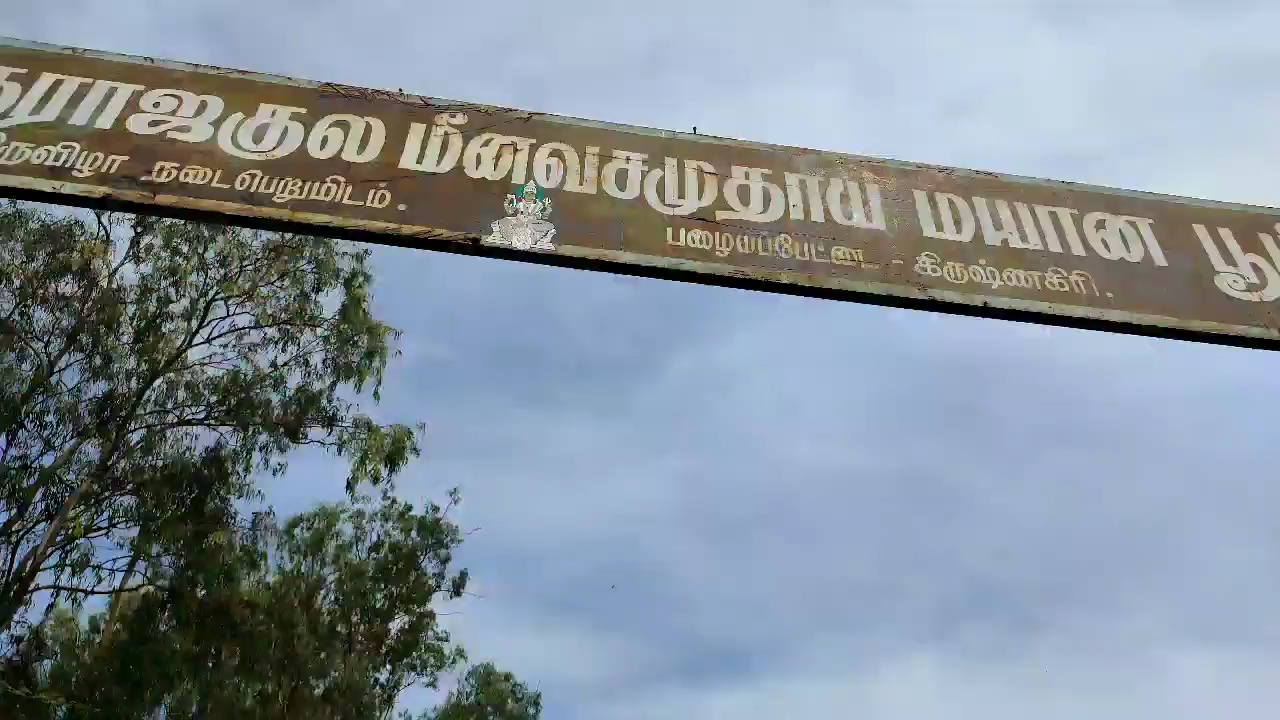 ராஜகுல மீனவசமுதாய மயான
திருவிழா நடைபெறுமிடம்.
பழையபேட்டை - கிருஷ்ணகிரி.